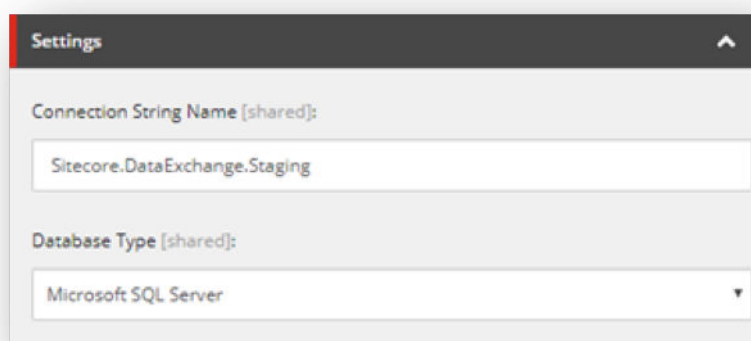 Settings
Connection String Name [shared]:
Sitecore.DataExchange.Staging
Database Type [shared]:
Microsoft SQL Server